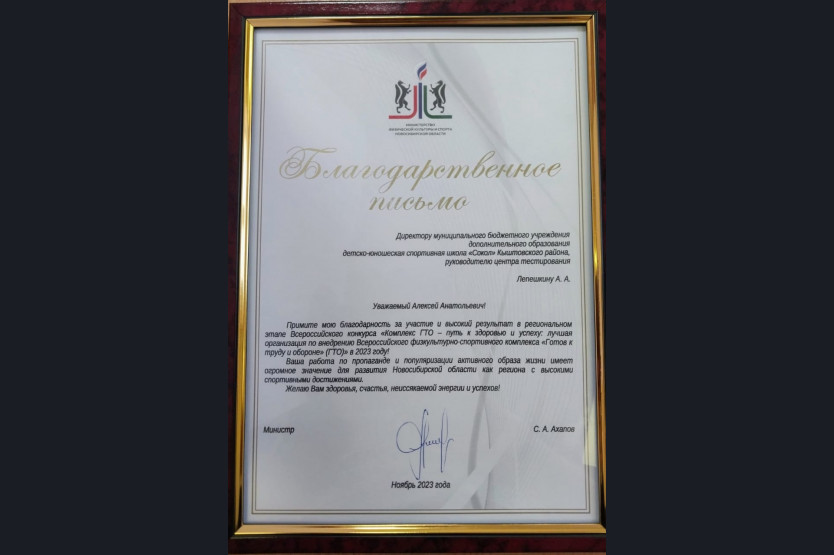 МИНИСТЕРСТВО
ФИЗИЧЕСКОЙ КУЛЬТУРЫ И СПОРТА
НОВОСИБИРСКОЙ ОБЛАСТИ
Благодарственное
письмо
Директору муниципального бюджетного учреждения
дополнительного образования
детско-юношеская спортивная школа «Сокол» Кыштовского района,
руководителю центра тестирования
Лепешкину А. А.
Уважаемый Алексей Анатольевич!
Примите мою благодарность за участие и высокий результат в региональном
этапе Всероссийского конкурса «Комплекс ГТО – путь к здоровью и успеху: лучшая
организация по внедрению Всероссийского физкультурно-спортивного комплекса «Готов к
труду и обороне» (ГТО)» в 2023 году!
Ваша работа по пропаганде и популяризации активного образа жизни имеет
огромное значение для развития Новосибирской области как региона с высокими
спортивными достижениями.
Желаю Вам здоровья, счастья, неиссякаемой энергии и успехов!
Министр
С. А. Ахапов
Ноябрь 2023 года